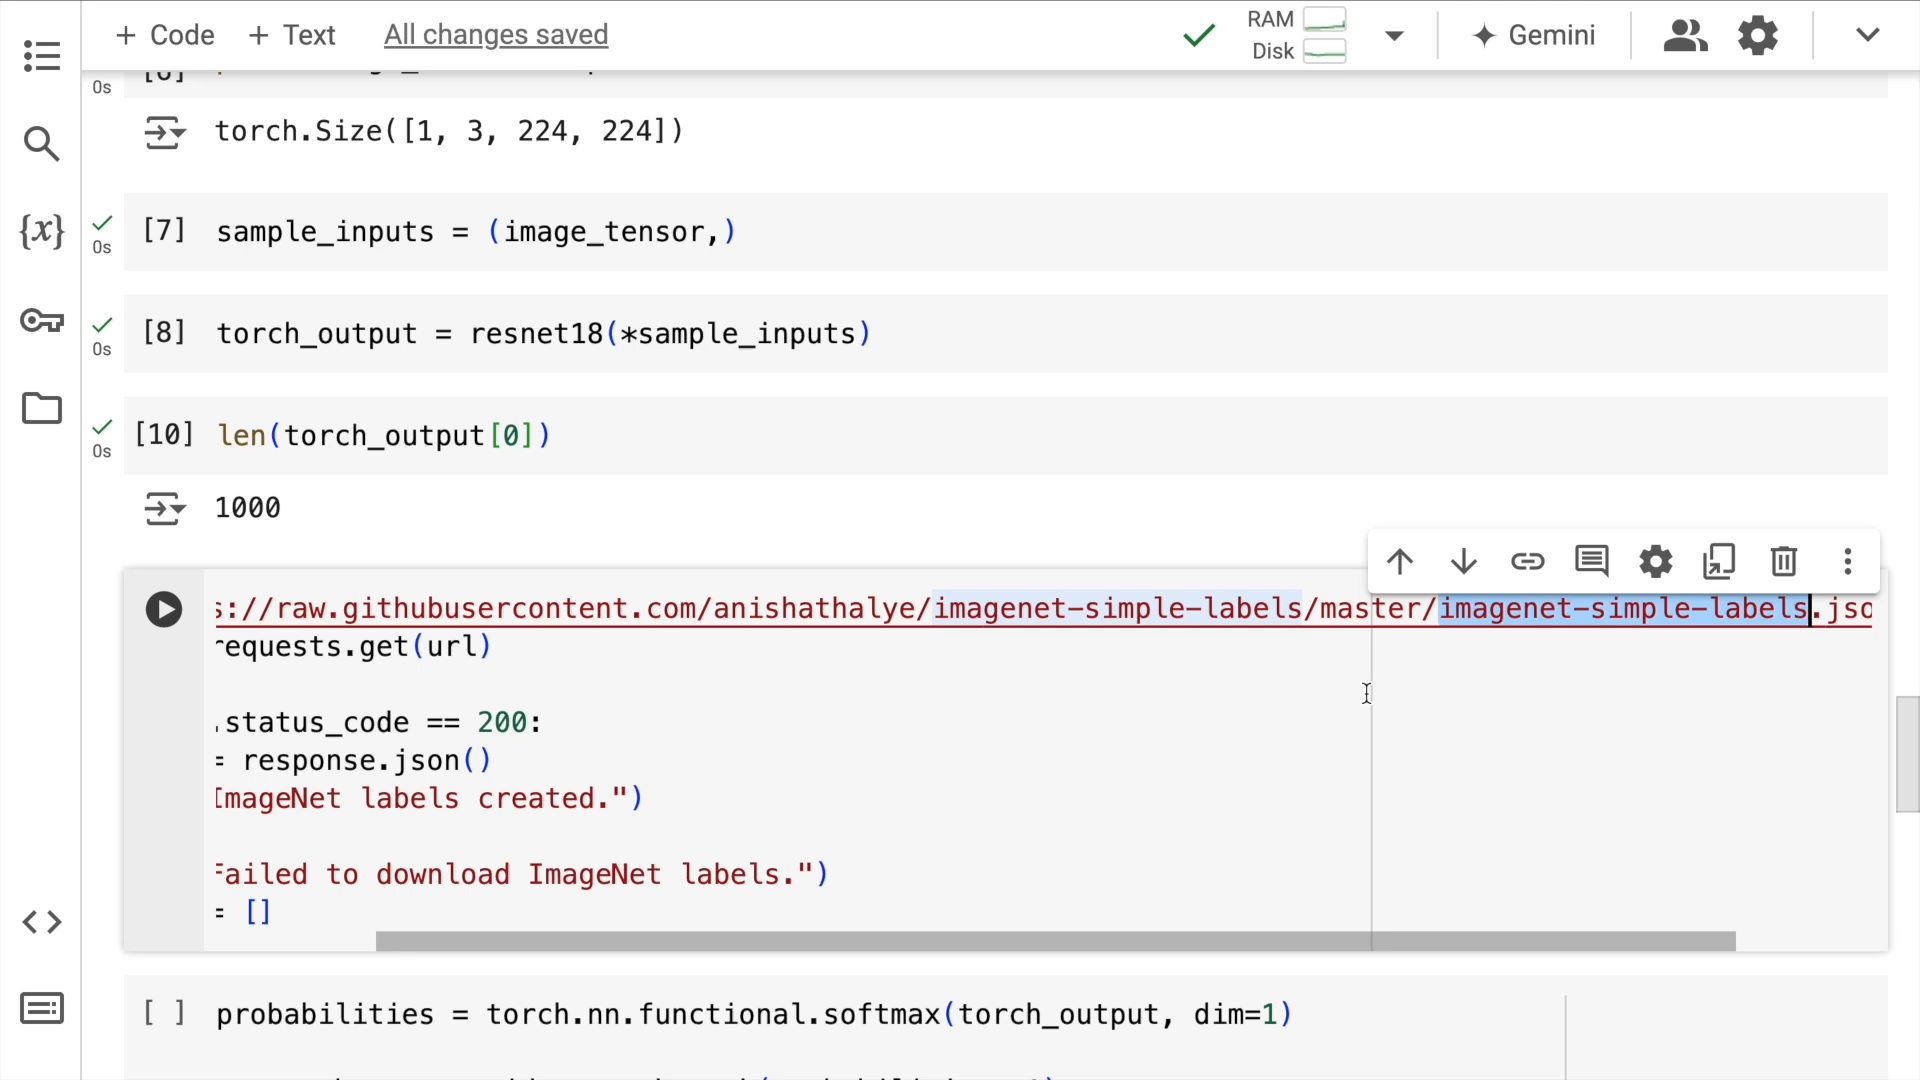 + Code + Text All changes saved RAM Disk Gemini
0s
torch.Size([1, 3, 224, 224])
{x}
[7] sample_inputs = (image_tensor,)
0s
[8] torch_output = resnet18(*sample_inputs)
0s
[10] len(torch_output[0])
0s
1000
s://raw.githubusercontent.com/anishathalye/imagenet-simple-labels/master/imagenet-simple-labels.jso
requests.get(url)
.status_code == 200:
= response.json()
ImageNet labels created.")
Failed to download ImageNet labels.")
= []
[ ] probabilities = torch.nn.functional.softmax(torch_output, dim=1)